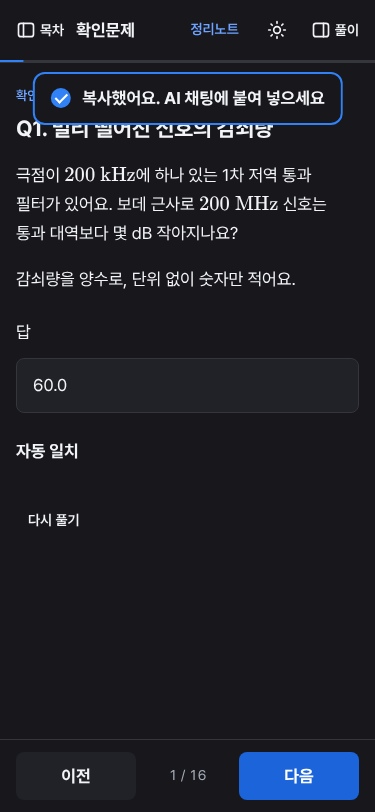 목차 확인문제 정리노트 풀이
복사했어요. AI 채팅에 붙여 넣으세요
Q1. 멀리 떨어진 신호의 감쇠량
극점이 200 kHz에 하나 있는 1차 저역 통과
필터가 있어요. 보데 근사로 200 MHz 신호는
통과 대역보다 몇 dB 작아지나요?
감쇠량을 양수로, 단위 없이 숫자만 적어요.
답
60.0
자동 일치
다시 풀기
이전 1 / 16 다음